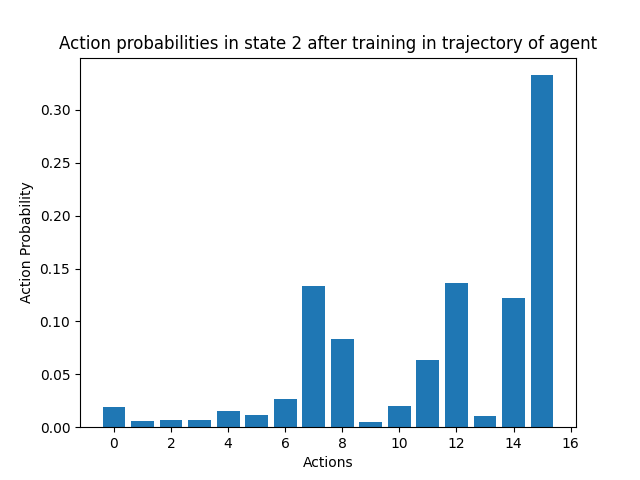 Action probabilities in state 2 after training in trajectory of agent
0.30
0.25
0.20
0.15
0.10
0.05
0.00
Action Probability
0 2 4 6 8 10 12 14 16
Actions